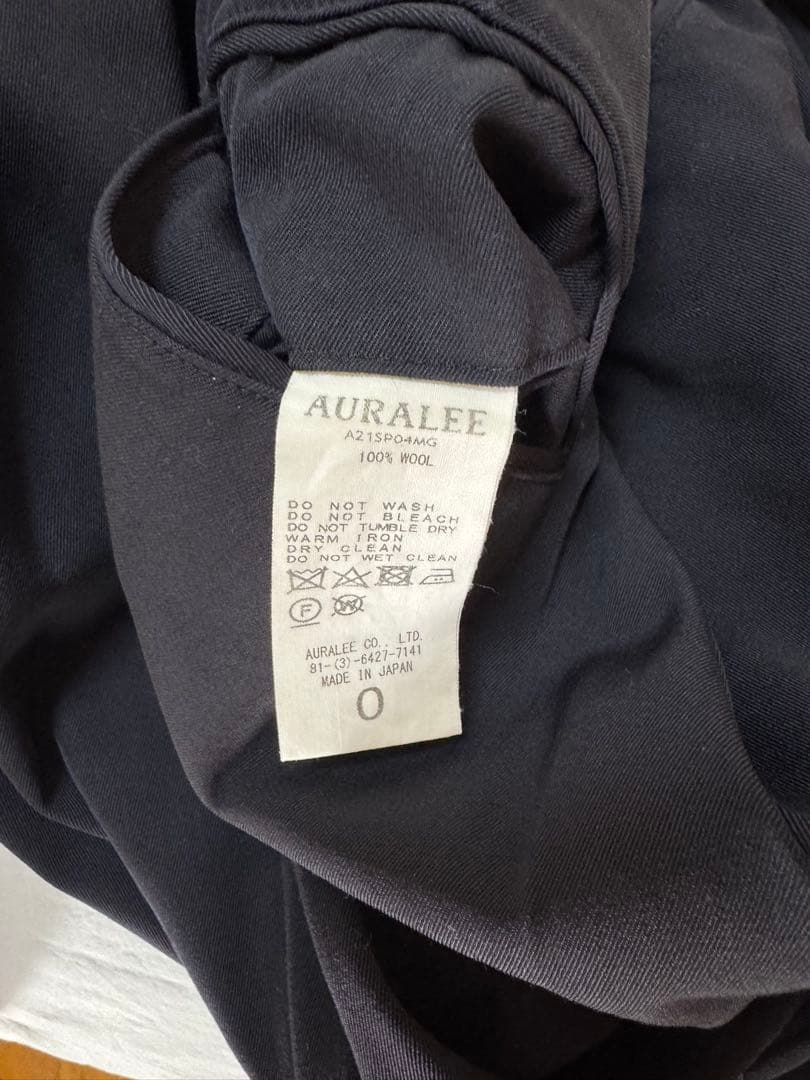 AURALEE
A21SP04MG
100% WOOL
DO NOT WASH
DO NOT BLEACH
DO NOT TUMBLE DRY
WARM IRON
DRY CLEAN
DO NOT WET CLEAN
F W
AURALEE CO., LTD.
81-(3)-6427-7141
MADE IN JAPAN
0